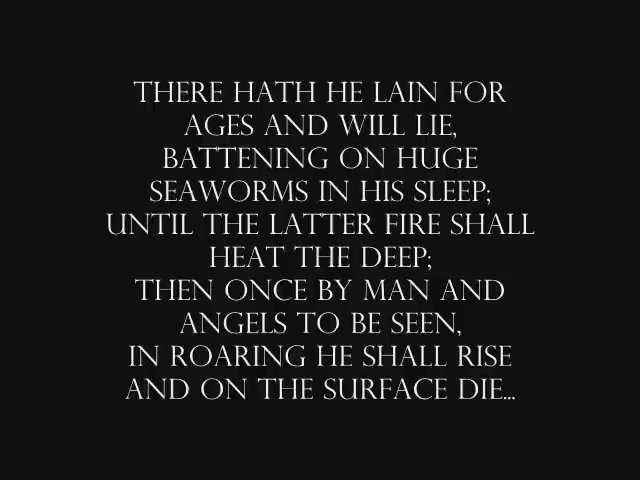 THERE HATH HE LAIN FOR
AGES AND WILL LIE,
BATTENING ON HUGE
SEAWORMS IN HIS SLEEP;
UNTIL THE LATTER FIRE SHALL
HEAT THE DEEP;
THEN ONCE BY MAN AND
ANGELS TO BE SEEN,
IN ROARING HE SHALL RISE
AND ON THE SURFACE DIE...